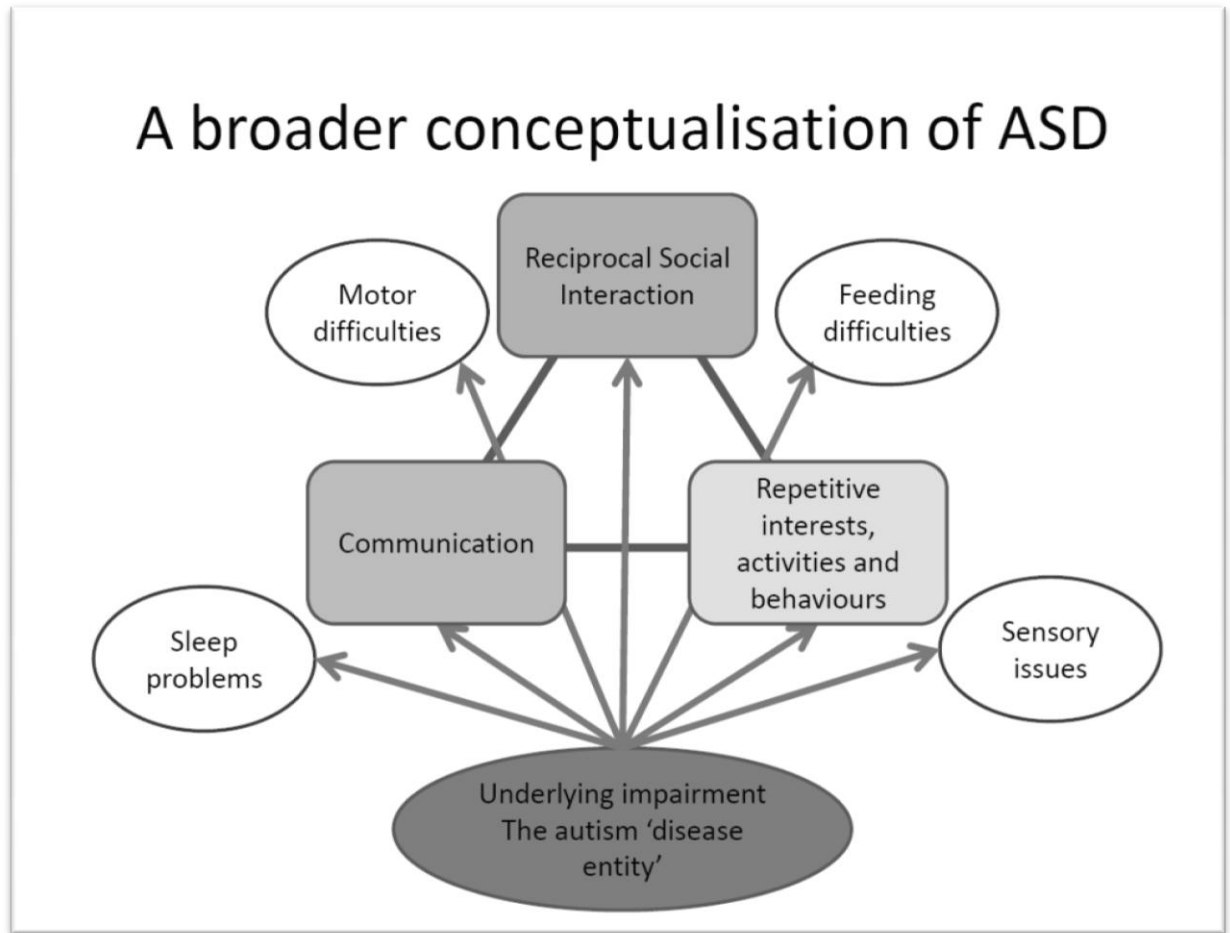 A broader conceptualisation of ASD
Reciprocal Social
Interaction
Motor
difficulties
Feeding
difficulties
Communication
Repetitive
interests,
activities and
behaviours
Sleep
problems
Sensory
issues
Underlying impairment
The autism ‘disease
entity’